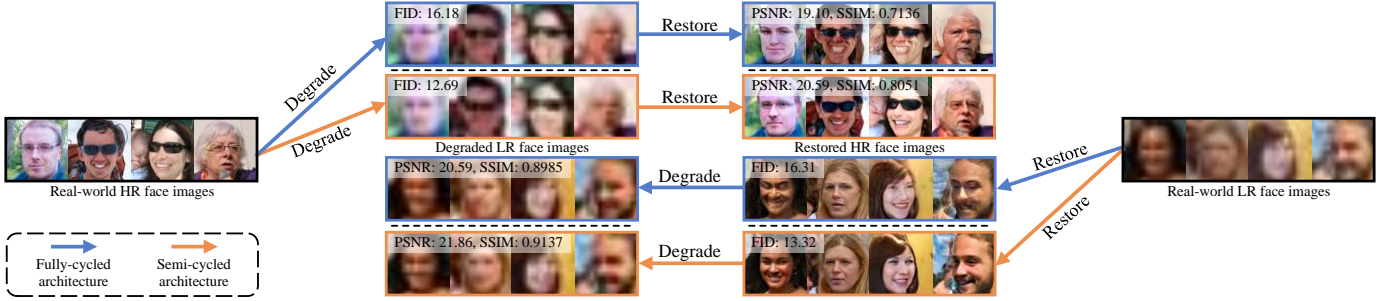 FID: 16.18
Restore
PSNR: 19.10, SSIM: 0.7136
Degrade
FID: 12.69
Restore
PSNR: 20.59, SSIM: 0.8051
Degrade
Real-world HR face images
Degraded LR face images
Restored HR face images
PSNR: 20.59, SSIM: 0.8985
Degrade
FID: 16.31
Restore
Real-world LR face images
PSNR: 21.86, SSIM: 0.9137
Degrade
FID: 13.32
Restore
Fully-cycled
architecture
Semi-cycled
architecture